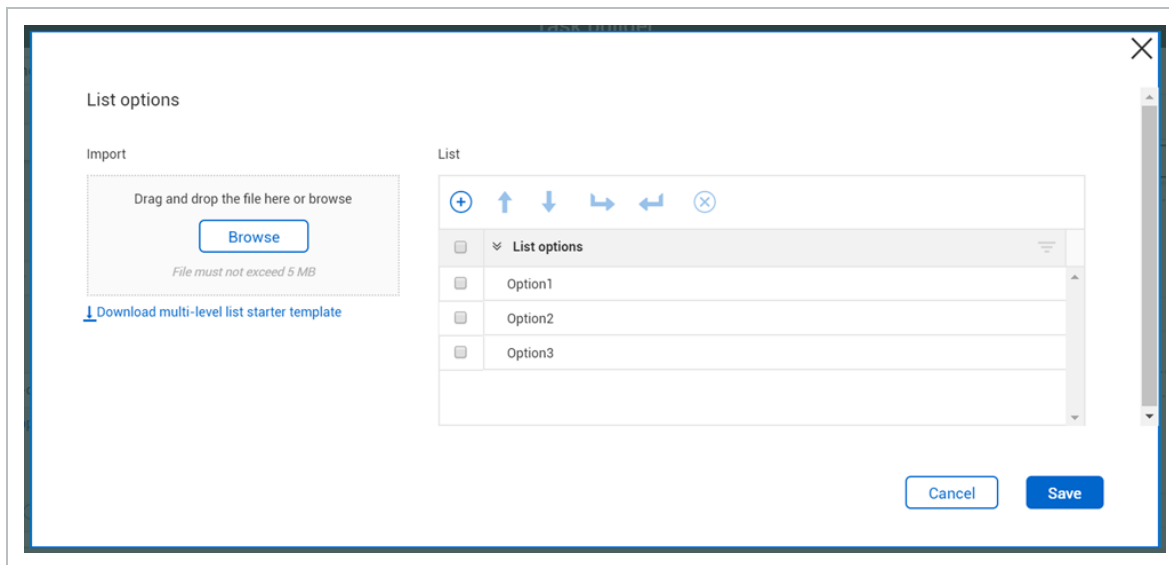 List options
Import
Drag and drop the file here or browse
Browse
File must not exceed 5 MB
Download multi-level list starter template
List
List options
Option1
Option2
Option3
Cancel
Save